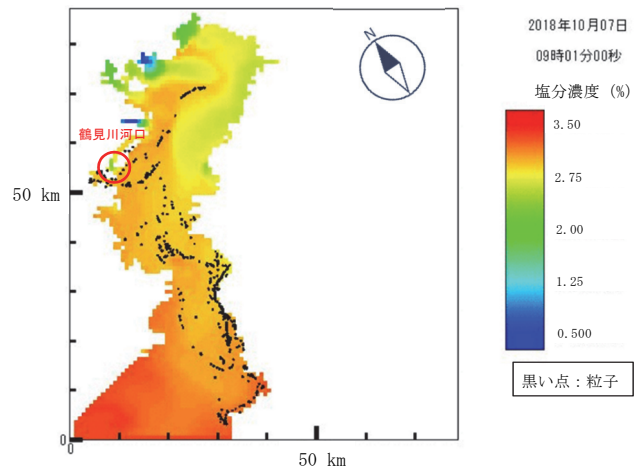 2018年10月07日
09時01分00秒
塩分濃度 (%)
3.50
2.75
2.00
1.25
0.500
黒い点：粒子
N
鶴見川河口
50 km
0
0
50 km